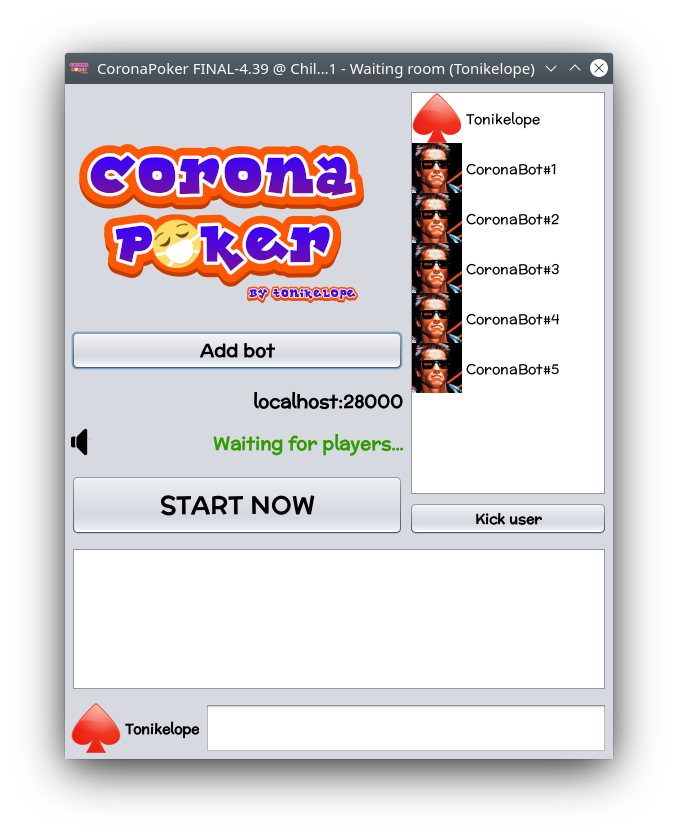 CoronaPoker FINAL-4.39 @ Chil...1 - Waiting room (Tonikelope)
Corona
Poker
By tonikelope
Add bot
localhost:28000
Waiting for players...
START NOW
Tonikelope
CoronaBot#1
CoronaBot#2
CoronaBot#3
CoronaBot#4
CoronaBot#5
Kick user
Tonikelope